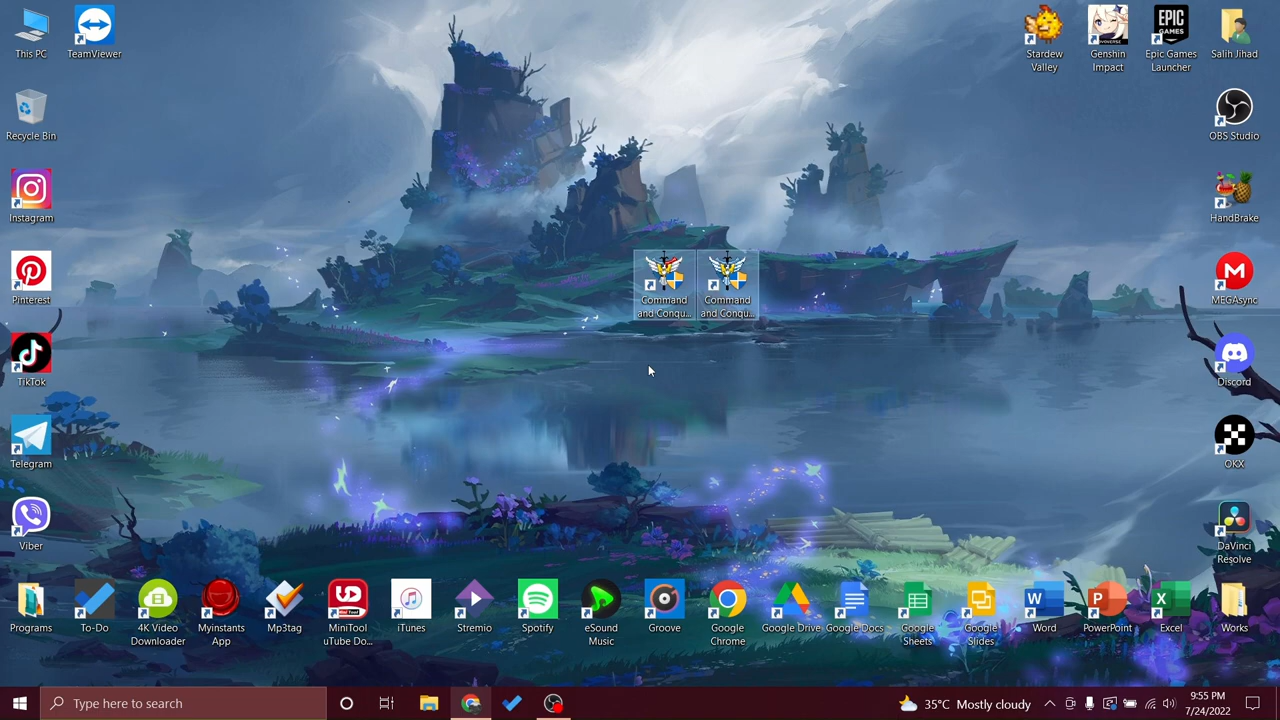 This PC
TeamViewer
Stardew
Valley
Genshin
Impact
EPIC
GAMES
Epic Games
Launcher
Salih Jihad
Recycle Bin
OBS Studio
Instagram
HandBrake
Pinterest
Command
and Conqu...
Command
and Conqu...
M
MEGAsync
TikTok
Discord
Telegram
OKX
Viber
DaVinci
Resolve
Programs
To-Do
4K Video
Downloader
Myinstants
App
Mp3tag
UD
MiniTool
uTube Do...
iTunes
Stremio
Spotify
eSound
Music
Groove
Google
Chrome
Google Drive
Google Docs
Google
Sheets
Google
Slides
W
Word
P
PowerPoint
X
Excel
Works
Type here to search
35°C Mostly cloudy
9:55 PM
7/24/2022